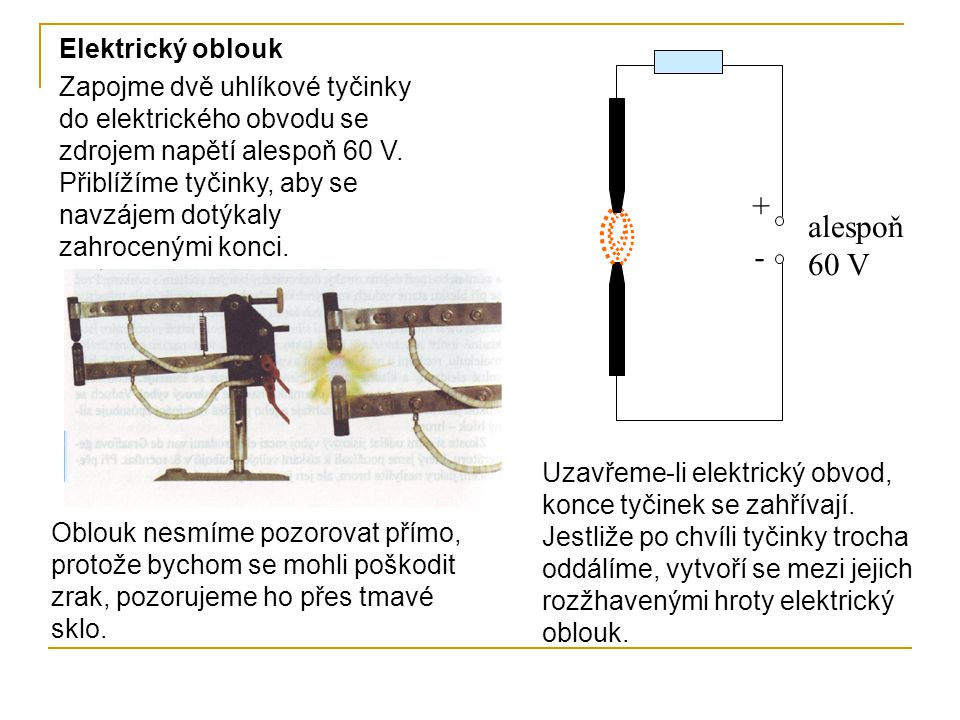 Elektrický oblouk
Zapojme dvě uhlíkové tyčinky
do elektrického obvodu se
zdrojem napětí alespoň 60 V.
Přiblížíme tyčinky, aby se
navzájem dotýkaly
zahrocenými konci.
+
-
alespoň
60 V
Uzavřeme-li elektrický obvod,
konce tyčinek se zahřívají.
Jestliže po chvíli tyčinky trocha
oddálíme, vytvoří se mezi jejich
rozžhavenými hroty elektrický
oblouk.
Oblouk nesmíme pozorovat přímo,
protože bychom se mohli poškodit
zrak, pozorujeme ho přes tmavé
sklo.